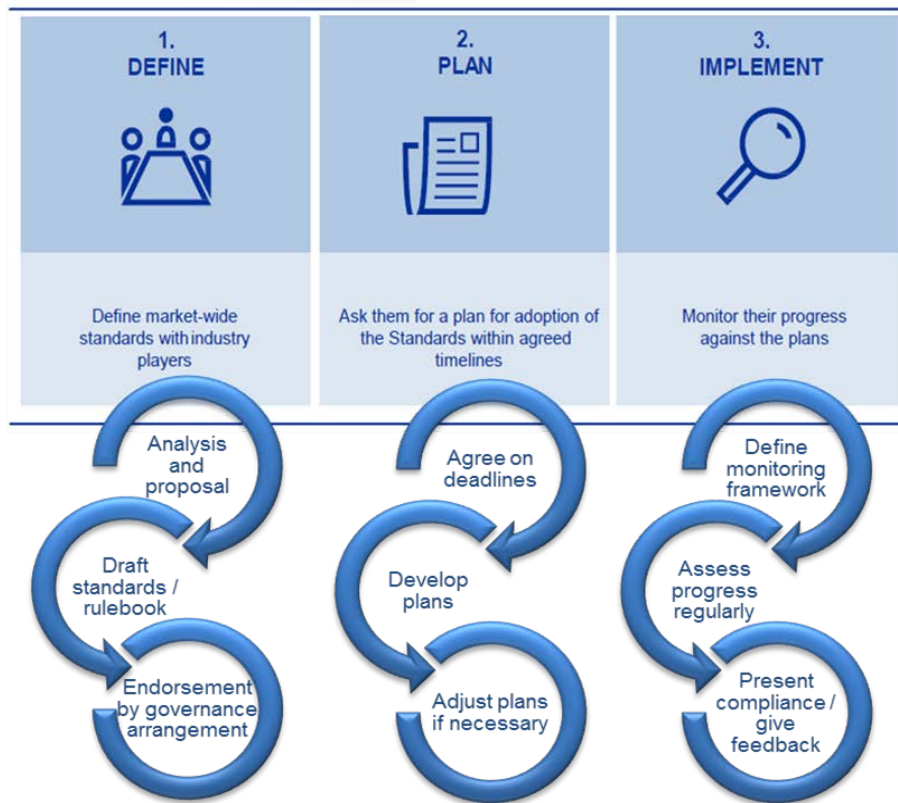 1.
DEFINE
2.
PLAN
3.
IMPLEMENT
Define market-wide
standards with industry
players
Ask them for a plan for adoption of
the Standards within agreed
timelines
Monitor their progress
against the plans
Analysis
and
proposal
Draft
standards /
rulebook
Endorsement
by governance
arrangement
Agree on
deadlines
Develop
plans
Adjust plans
if necessary
Define
monitoring
framework
Assess
progress
regularly
Present
compliance /
give
feedback